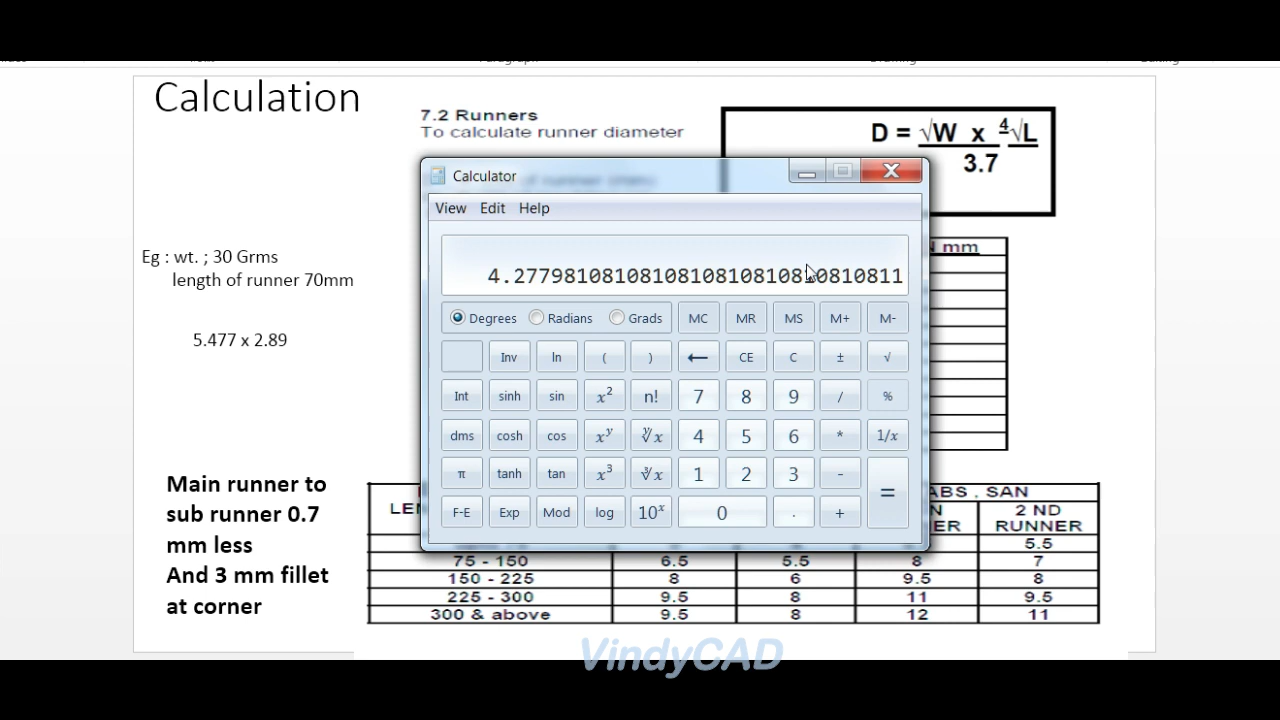 Calculation
7.2 Runners
To calculate runner diameter
D = √W x ⁴√L
3.7
Calculator
View Edit Help
4.2779810810810810810810810810811
Degrees Radians Grads MC MR MS M+ M-
Inv ln ( ) ← CE C ± √
Int sinh sin x² n! 7 8 9 / %
dms cosh cos xʸ ʸ√x 4 5 6 * 1/x
π tanh tan x³ ³√x 1 2 3 - =
F-E Exp Mod log 10ˣ 0 . +
mm
Eg : wt. ; 30 Grms
length of runner 70mm
5.477 x 2.89
Main runner to
sub runner 0.7
mm less
And 3 mm fillet
at corner
ABS . SAN
2 ND
RUNNER
5.5
75 - 150 6.5 5.5 8 7
150 - 225 8 6 9.5 8
225 - 300 9.5 8 11 9.5
300 & above 9.5 8 12 11
VindyCAD